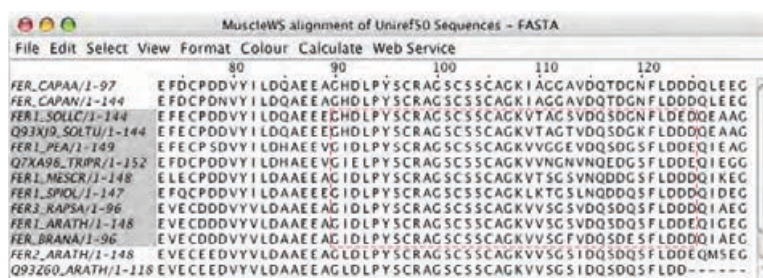 MuscleWS alignment of Uniref50 Sequences - FASTA
File Edit Select View Format Colour Calculate Web Service
80 90 100 110 120
FER_CAPAA/1-97 EFDCPDDVYILDQAEEAGHDLPYSCRAGSCSSCAGKIAGGAVDQTDGNFLDDDQLEEG
FER_CAPAN/1-144 EFDCPDNVYILDQAEEAGHDLPYSCRAGSCSSCAGKIAGGAVDQTDGNFLDDDQLEEG
FER1_SOLLC/1-144 EFECPDDVYILDQAEEEGHDLPYSCRAGSCSSCAGKVTAGSVDQSDGNFLDEDQEAAG
Q93XJ9_SOLTU/1-144 EFECPDDVYILDQAEEEGHDLPYSCRAGSCSSCAGKVTAGTVDQSDGKFLDDDQEAAG
FER1_PEA/1-149 EFECPSDVYILDHAEEVGIDLPYSCRAGSCSSCAGKVVGGEVDQSDGSFLDDEQIEAG
Q7XA98_TRIPR/1-152 EFDCPDDVYILDHAEEVGIELPYSCRAGSCSSCAGKVVNGNVNQEDGSFLDDEQIEGG
FER1_MESCR/1-148 ELECPDDVYILDAAEEAGIDLPYSCRAGSCSSCAGKVTSGSVNQDDGSFLDDDQIKEG
FER1_SPIOL/1-147 EFQCPDDVYILDAAEEEGIDLPYSCRAGSCSSCAGKLKTGSLNQDDQSFLDDDQIDEG
FER3_RAPSA/1-96 EVECDDDVYVLDAAEEAGIDLPYSCRAGSCSSCAGKVVSGFVDQSDQSFLDDDQIAEG
FER1_ARATH/1-148 EVECDDDVYVLDAAEEAGIDLPYSCRAGSCSSCAGKVVSGSVDQSDQSFLDDEQIGEG
FER_BRANA/1-96 EVECDDDVYVLDAAEEAGIDLPYSCRAGSCSSCAGKVVSGFVDQSDESFLDDDQIAEG
FER2_ARATH/1-148 EVECEEDVYVLDAAEEAGLDLPYSCRAGSCSSCAGKVVSGSIDQSDQSFLDDEQMSEG
Q93Z60_ARATH/1-118 EVECEEDVYVLDAAEEAGLDLPYSCRAGSCSSCAGKVVSGSIDQSDQSFLDD------